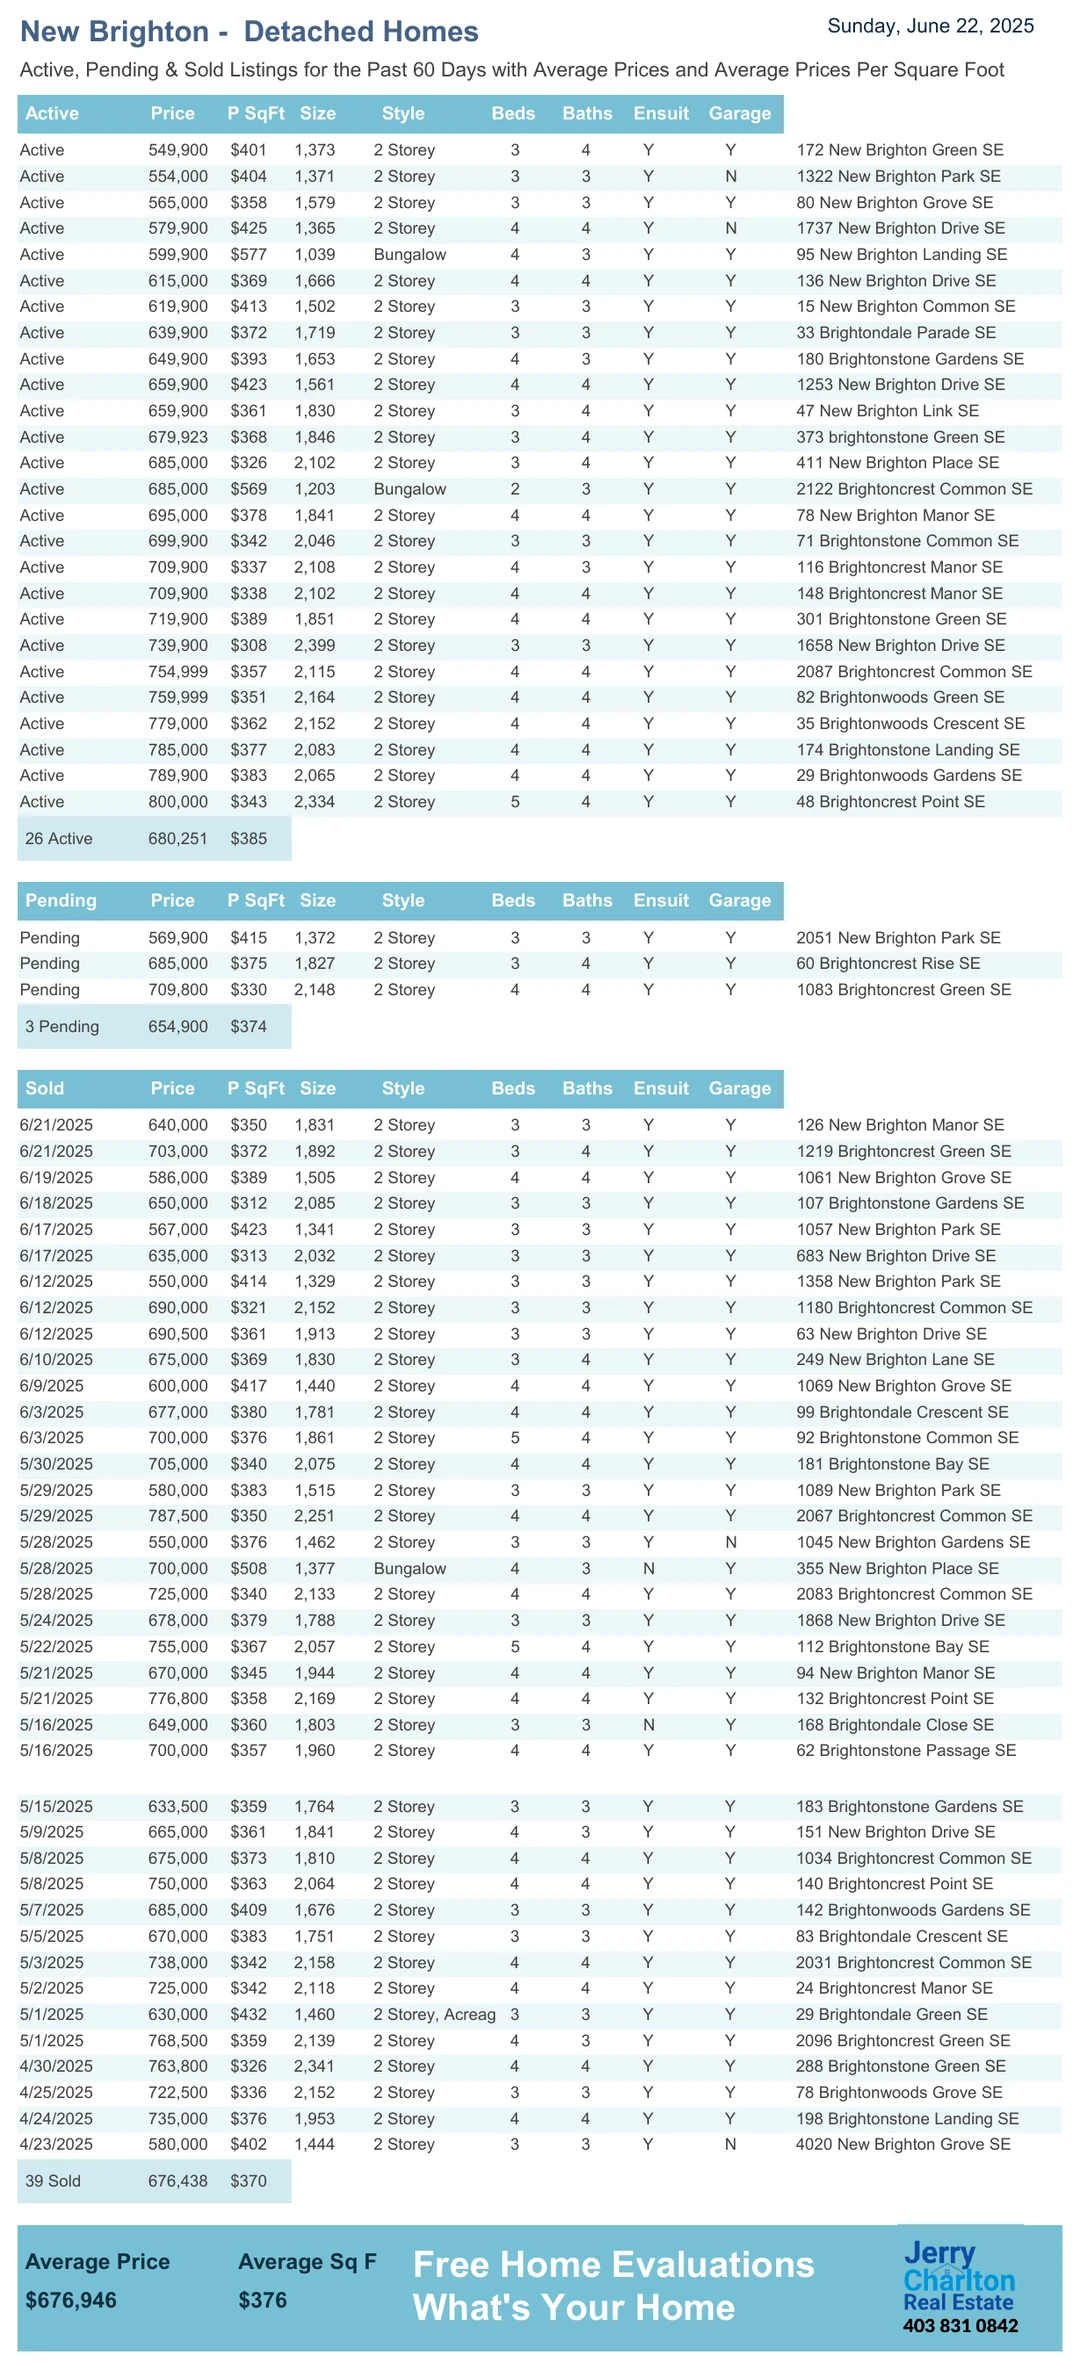 New Brighton - Detached Homes
Sunday, June 22, 2025
Active, Pending & Sold Listings for the Past 60 Days with Average Prices and Average Prices Per Square Foot
Active Price P SqFt Size Style Beds Baths Ensuit Garage
Active 549,900 $401 1,373 2 Storey 3 4 Y Y 172 New Brighton Green SE
Active 554,000 $404 1,371 2 Storey 3 3 Y N 1322 New Brighton Park SE
Active 565,000 $358 1,579 2 Storey 3 3 Y Y 80 New Brighton Grove SE
Active 579,900 $425 1,365 2 Storey 4 4 Y N 1737 New Brighton Drive SE
Active 599,900 $577 1,039 Bungalow 4 3 Y Y 95 New Brighton Landing SE
Active 615,000 $369 1,666 2 Storey 4 4 Y Y 136 New Brighton Drive SE
Active 619,900 $413 1,502 2 Storey 3 3 Y Y 15 New Brighton Common SE
Active 639,900 $372 1,719 2 Storey 3 3 Y Y 33 Brightondale Parade SE
Active 649,900 $393 1,653 2 Storey 4 3 Y Y 180 Brightonstone Gardens SE
Active 659,900 $423 1,561 2 Storey 4 4 Y Y 1253 New Brighton Drive SE
Active 659,900 $361 1,830 2 Storey 3 4 Y Y 47 New Brighton Link SE
Active 679,923 $368 1,846 2 Storey 3 4 Y Y 373 brightonstone Green SE
Active 685,000 $326 2,102 2 Storey 3 4 Y Y 411 New Brighton Place SE
Active 685,000 $569 1,203 Bungalow 2 3 Y Y 2122 Brightoncrest Common SE
Active 695,000 $378 1,841 2 Storey 4 4 Y Y 78 New Brighton Manor SE
Active 699,900 $342 2,046 2 Storey 3 3 Y Y 71 Brightonstone Common SE
Active 709,900 $337 2,108 2 Storey 4 3 Y Y 116 Brightoncrest Manor SE
Active 709,900 $338 2,102 2 Storey 4 4 Y Y 148 Brightoncrest Manor SE
Active 719,900 $389 1,851 2 Storey 4 4 Y Y 301 Brightonstone Green SE
Active 739,900 $308 2,399 2 Storey 3 3 Y Y 1658 New Brighton Drive SE
Active 754,999 $357 2,115 2 Storey 4 4 Y Y 2087 Brightoncrest Common SE
Active 759,999 $351 2,164 2 Storey 4 4 Y Y 82 Brightonwoods Green SE
Active 779,000 $362 2,152 2 Storey 4 4 Y Y 35 Brightonwoods Crescent SE
Active 785,000 $377 2,083 2 Storey 4 4 Y Y 174 Brightonstone Landing SE
Active 789,900 $383 2,065 2 Storey 4 4 Y Y 29 Brightonwoods Gardens SE
Active 800,000 $343 2,334 2 Storey 5 4 Y Y 48 Brightoncrest Point SE
26 Active 680,251 $385
Pending Price P SqFt Size Style Beds Baths Ensuit Garage
Pending 569,900 $415 1,372 2 Storey 3 3 Y Y 2051 New Brighton Park SE
Pending 685,000 $375 1,827 2 Storey 3 4 Y Y 60 Brightoncrest Rise SE
Pending 709,800 $330 2,148 2 Storey 4 4 Y Y 1083 Brightoncrest Green SE
3 Pending 654,900 $374
Sold Price P SqFt Size Style Beds Baths Ensuit Garage
6/21/2025 640,000 $350 1,831 2 Storey 3 3 Y Y 126 New Brighton Manor SE
6/21/2025 703,000 $372 1,892 2 Storey 3 4 Y Y 1219 Brightoncrest Green SE
6/19/2025 586,000 $389 1,505 2 Storey 4 4 Y Y 1061 New Brighton Grove SE
6/18/2025 650,000 $312 2,085 2 Storey 3 3 Y Y 107 Brightonstone Gardens SE
6/17/2025 567,000 $423 1,341 2 Storey 3 3 Y Y 1057 New Brighton Park SE
6/17/2025 635,000 $313 2,032 2 Storey 3 3 Y Y 683 New Brighton Drive SE
6/12/2025 550,000 $414 1,329 2 Storey 3 3 Y Y 1358 New Brighton Park SE
6/12/2025 690,000 $321 2,152 2 Storey 3 3 Y Y 1180 Brightoncrest Common SE
6/12/2025 690,500 $361 1,913 2 Storey 3 3 Y Y 63 New Brighton Drive SE
6/10/2025 675,000 $369 1,830 2 Storey 3 4 Y Y 249 New Brighton Lane SE
6/9/2025 600,000 $417 1,440 2 Storey 4 4 Y Y 1069 New Brighton Grove SE
6/3/2025 677,000 $380 1,781 2 Storey 4 4 Y Y 99 Brightondale Crescent SE
6/3/2025 700,000 $376 1,861 2 Storey 5 4 Y Y 92 Brightonstone Common SE
5/30/2025 705,000 $340 2,075 2 Storey 4 4 Y Y 181 Brightonstone Bay SE
5/29/2025 580,000 $383 1,515 2 Storey 3 3 Y Y 1089 New Brighton Park SE
5/29/2025 787,500 $350 2,251 2 Storey 4 4 Y Y 2067 Brightoncrest Common SE
5/28/2025 550,000 $376 1,462 2 Storey 3 3 Y N 1045 New Brighton Gardens SE
5/28/2025 700,000 $508 1,377 Bungalow 4 3 N Y 355 New Brighton Place SE
5/28/2025 725,000 $340 2,133 2 Storey 4 4 Y Y 2083 Brightoncrest Common SE
5/24/2025 678,000 $379 1,788 2 Storey 3 3 Y Y 1868 New Brighton Drive SE
5/22/2025 755,000 $367 2,057 2 Storey 5 4 Y Y 112 Brightonstone Bay SE
5/21/2025 670,000 $345 1,944 2 Storey 4 4 Y Y 94 New Brighton Manor SE
5/21/2025 776,800 $358 2,169 2 Storey 4 4 Y Y 132 Brightoncrest Point SE
5/16/2025 649,000 $360 1,803 2 Storey 3 3 N Y 168 Brightondale Close SE
5/16/2025 700,000 $357 1,960 2 Storey 4 4 Y Y 62 Brightonstone Passage SE
5/15/2025 633,500 $359 1,764 2 Storey 3 3 Y Y 183 Brightonstone Gardens SE
5/9/2025 665,000 $361 1,841 2 Storey 4 3 Y Y 151 New Brighton Drive SE
5/8/2025 675,000 $373 1,810 2 Storey 4 4 Y Y 1034 Brightoncrest Common SE
5/8/2025 750,000 $363 2,064 2 Storey 4 4 Y Y 140 Brightoncrest Point SE
5/7/2025 685,000 $409 1,676 2 Storey 3 3 Y Y 142 Brightonwoods Gardens SE
5/5/2025 670,000 $383 1,751 2 Storey 3 3 Y Y 83 Brightondale Crescent SE
5/3/2025 738,000 $342 2,158 2 Storey 4 4 Y Y 2031 Brightoncrest Common SE
5/2/2025 725,000 $342 2,118 2 Storey 4 4 Y Y 24 Brightoncrest Manor SE
5/1/2025 630,000 $432 1,460 2 Storey, Acreag 3 3 Y Y 29 Brightondale Green SE
5/1/2025 768,500 $359 2,139 2 Storey 4 3 Y Y 2096 Brightoncrest Green SE
4/30/2025 763,800 $326 2,341 2 Storey 4 4 Y Y 288 Brightonstone Green SE
4/25/2025 722,500 $336 2,152 2 Storey 3 3 Y Y 78 Brightonwoods Grove SE
4/24/2025 735,000 $376 1,953 2 Storey 4 4 Y Y 198 Brightonstone Landing SE
4/23/2025 580,000 $402 1,444 2 Storey 3 3 Y N 4020 New Brighton Grove SE
39 Sold 676,438 $370
Average Price Average Sq F
$676,946 $376
Free Home Evaluations
What's Your Home
Jerry
Charlton
Real Estate
403 831 0842